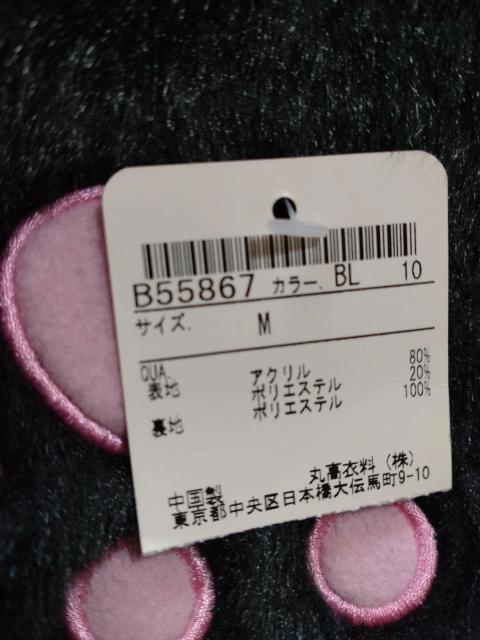 B55867 カラー. BL 10
サイズ. M
QUA.
表地 アクリル 80%
ポリエステル 20%
裏地 ポリエステル 100%
丸高衣料(株)
中国製
東京都中央区日本橋大伝馬町9-10